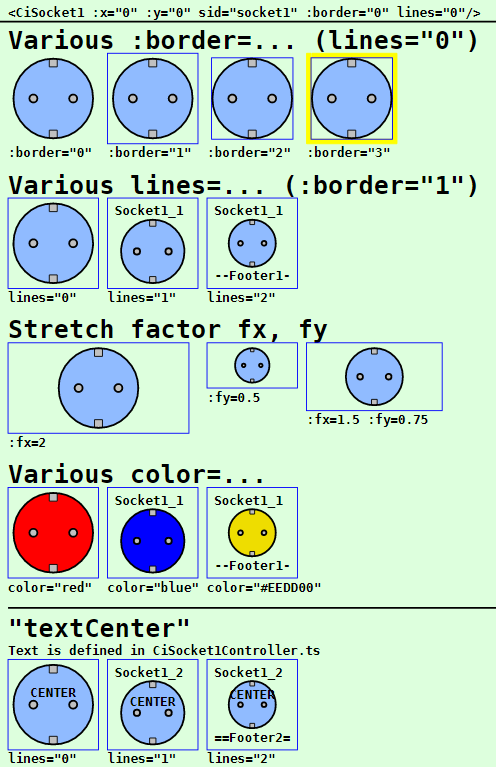 <CiSocket1 :x="0" :y="0" sid="socket1" :border="0" lines="0"/>
Various :border=... (lines="0")
:border="0" :border="1" :border="2" :border="3"
Various lines=... (:border="1")
Socket1_1 Socket1_1
--Footer1-
lines="0" lines="1" lines="2"
Stretch factor fx, fy
:fy=0.5
:fx=1.5 :fy=0.75
:fx=2
Various color=...
Socket1_1 Socket1_1
--Footer1-
color="red" color="blue" color="#EEDD00"
"textCenter"
Text is defined in CiSocket1Controller.ts
Socket1_2 Socket1_2
CENTER CENTER CENTER
==Footer2=
lines="0" lines="1" lines="2"